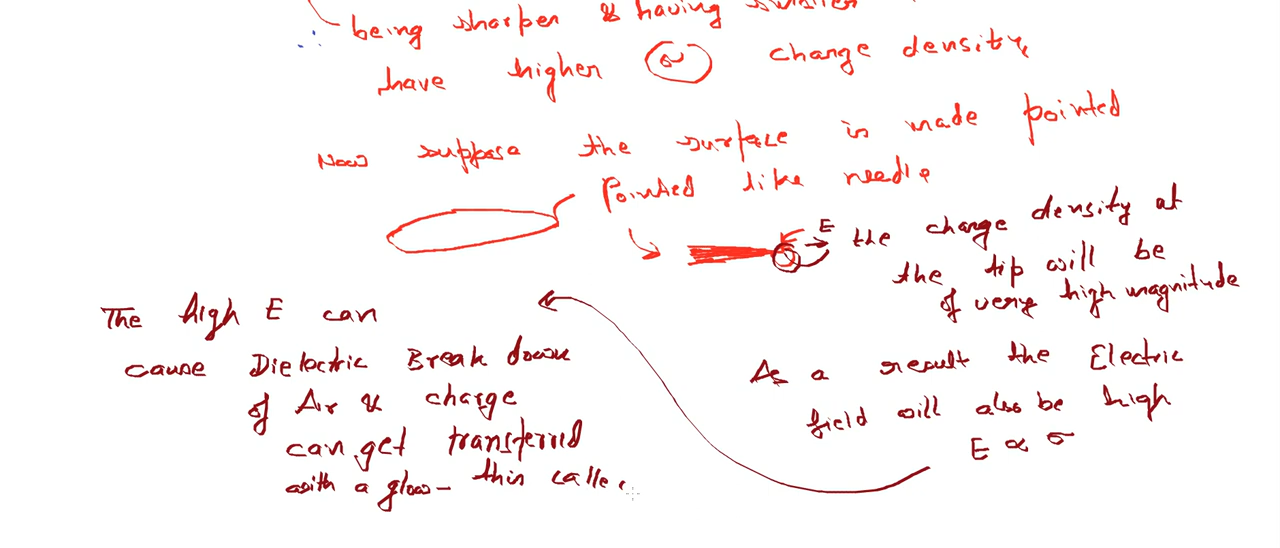 being sharper & having smaller
∴
have higher σ charge density
Now suppose the surface is made pointed
Pointed like needle
E
the charge density at
the tip will be
of very high magnitude
The high E can
cause Dielectric Break down
of Air & charge
can get transferred
with a glow - this called
As a result the Electric
field will also be high
E ∝ σ